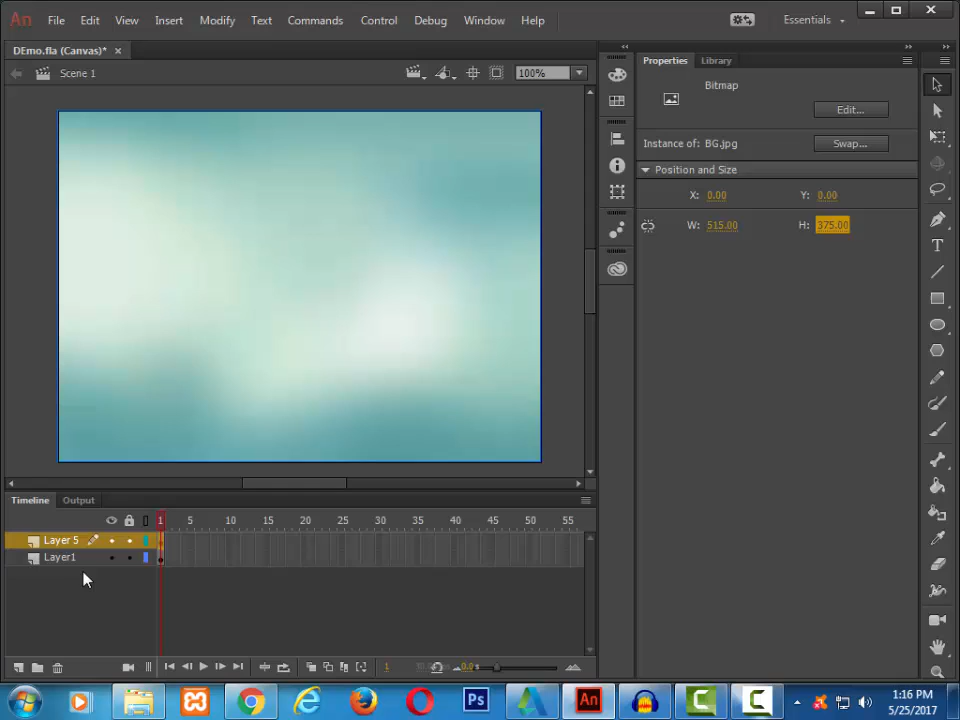 An File Edit View Insert Modify Text Commands Control Debug Window Help Essentials
DEmo.fla (Canvas)* ×
Scene 1 100%
Properties Library
Bitmap
Edit...
Instance of: BG.jpg Swap...
Position and Size
X: 0.00 Y: 0.00
W: 515.00 H: 375.00
Timeline Output
1 5 10 15 20 25 30 35 40 45 50 55
Layer 5
Layer1
1
Ps An
1:16 PM
5/25/2017